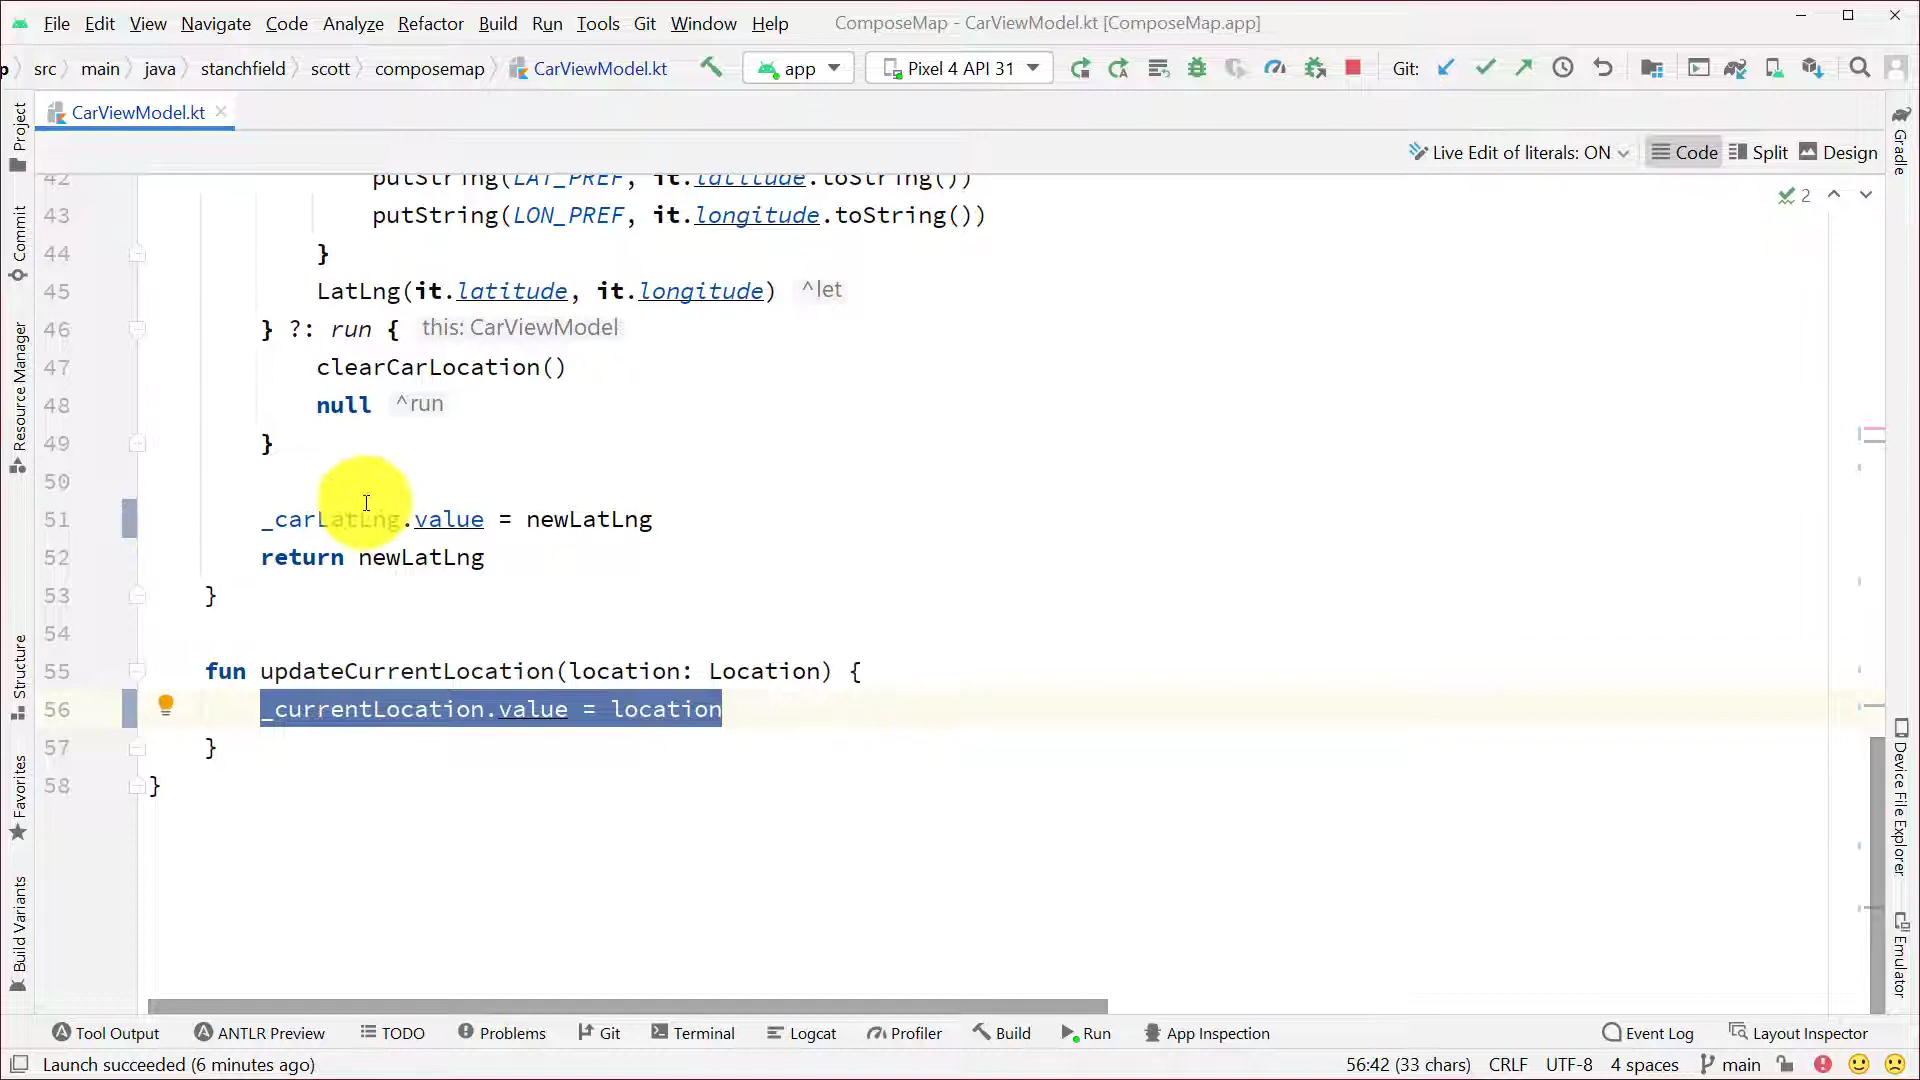 File Edit View Navigate Code Analyze Refactor Build Run Tools Git Window Help ComposeMap - CarViewModel.kt [ComposeMap.app]
p src main java stanchfield scott composemap CarViewModel.kt app Pixel 4 API 31 Git:
CarViewModel.kt
Live Edit of literals: ON Code Split Design
42 putString(LAT_PREF, it.latitude.toString())
2
43 putString(LON_PREF, it.longitude.toString())
44 }
45 LatLng(it.latitude, it.longitude) ^let
46 } ?: run { this: CarViewModel
47 clearCarLocation()
48 null ^run
49 }
50
51 _carLatLng.value = newLatLng
52 return newLatLng
53 }
54
55 fun updateCurrentLocation(location: Location) {
56 _currentLocation.value = location
57 }
58 }
Project
Commit
Resource Manager
Structure
Favorites
Build Variants
Gradle
Device File Explorer
Emulator
Tool Output ANTLR Preview TODO Problems Git Terminal Logcat Profiler Build Run App Inspection Event Log Layout Inspector
Launch succeeded (6 minutes ago) 56:42 (33 chars) CRLF UTF-8 4 spaces main